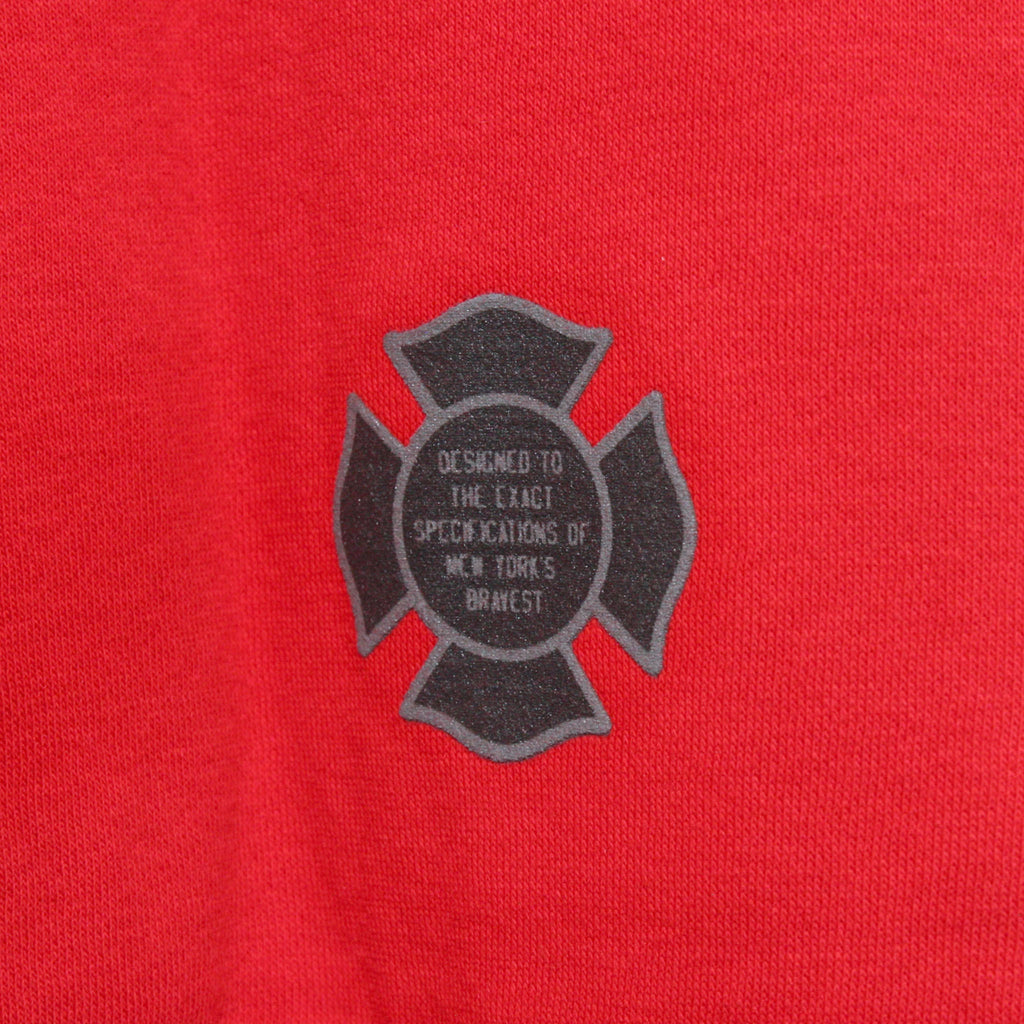 DESIGNED TO
THE EXACT
SPECIFICATIONS OF
NEW YORK'S
BRAVEST